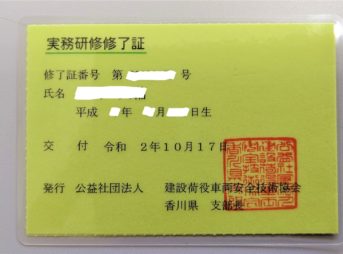 実務研修修了証
修了証番号 第 号
氏名
平成 年 月 日生
交 付 令和 2年10月17日
発行 公益社団法人 建設荷役車両安全技術協会
香川県 支部長